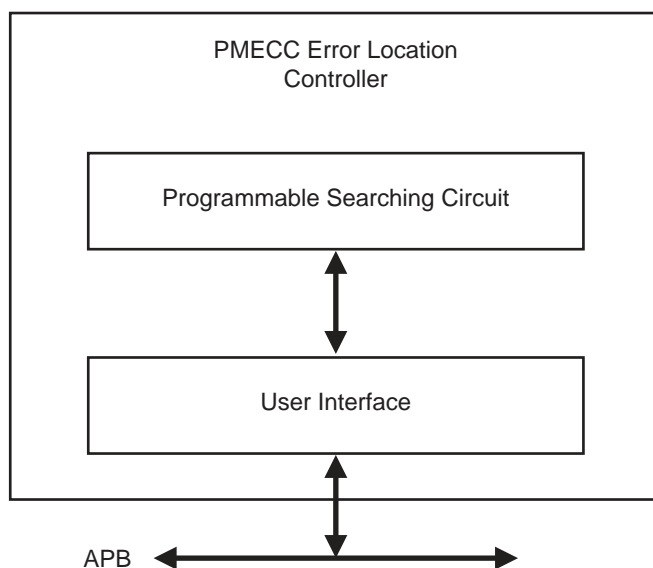 PMECC Error Location
Controller
Programmable Searching Circuit
User Interface
APB